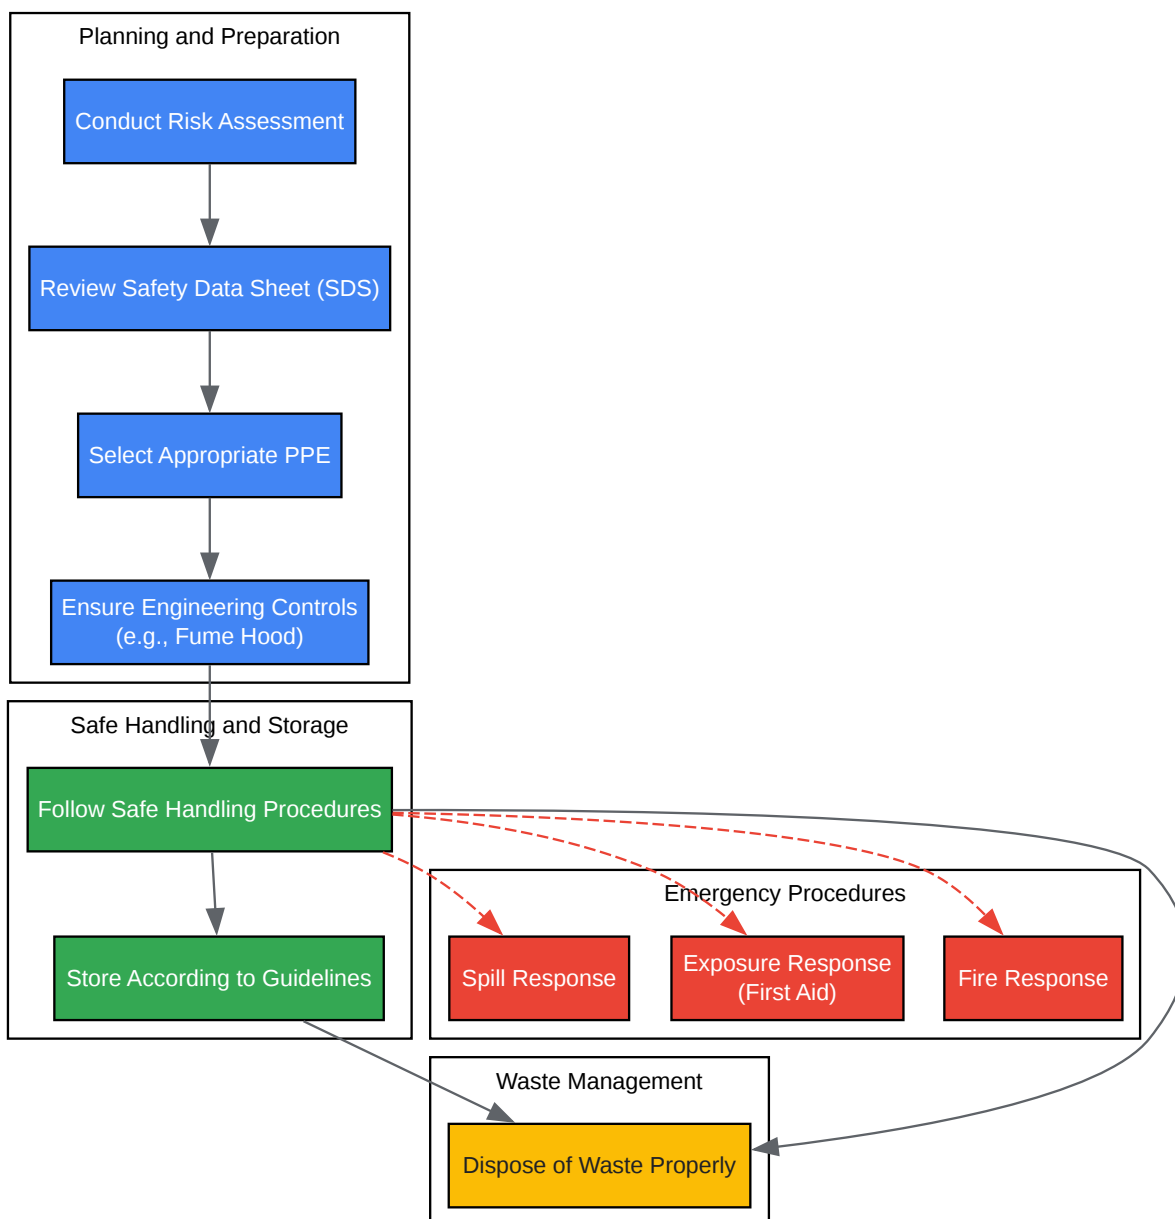 Planning and Preparation
Conduct Risk Assessment
Review Safety Data Sheet (SDS)
Select Appropriate PPE
Ensure Engineering Controls
(e.g., Fume Hood)
Safe Handling and Storage
Follow Safe Handling Procedures
Store According to Guidelines
Emergency Procedures
Spill Response
Exposure Response
(First Aid)
Fire Response
Waste Management
Dispose of Waste Properly